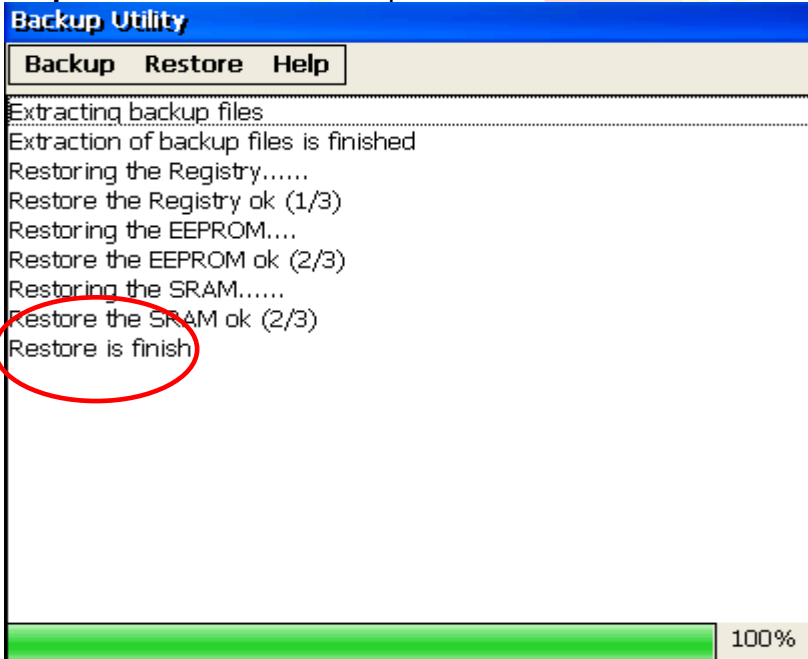 Backup Utility
Backup Restore Help
Extracting backup files
Extraction of backup files is finished
Restoring the Registry......
Restore the Registry ok (1/3)
Restoring the EEPROM....
Restore the EEPROM ok (2/3)
Restoring the SRAM......
Restore the SRAM ok (2/3)
Restore is finish
100%